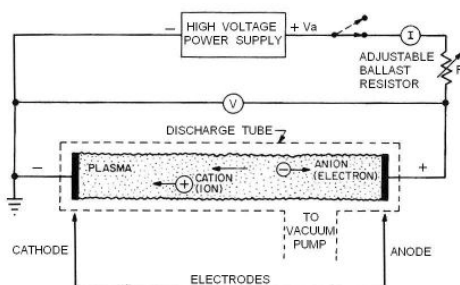 HIGH VOLTAGE
POWER SUPPLY
−
+ Va
I
ADJUSTABLE
BALLAST
RESISTOR
R
V
DISCHARGE TUBE
−
PLASMA
+
CATION
(ION)
−
ANION
(ELECTRON)
+
TO
VACUUM
PUMP
CATHODE
ANODE
ELECTRODES